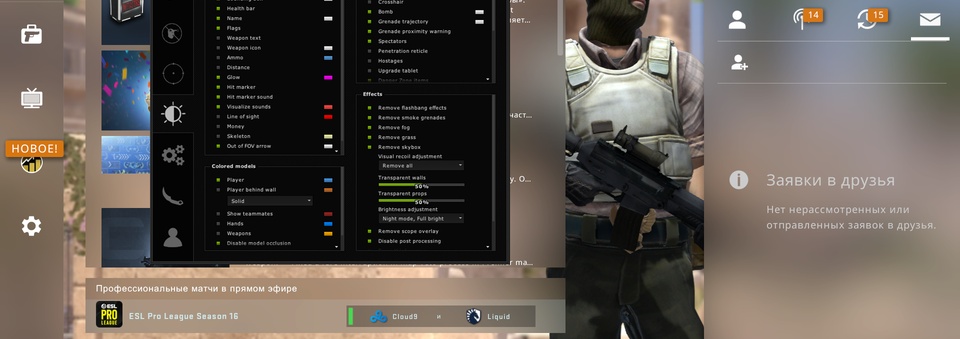 НОВОЕ!
Health bar
Name
Flags
Weapon text
Weapon icon
Ammo
Distance
Glow
Hit marker
Hit marker sound
Visualize sounds
Line of sight
Money
Skeleton
Out of FOV arrow
Colored models
Player
Player behind wall
Solid
Show teammates
Hands
Weapons
Disable model occlusion
Crosshair
Bomb
Grenade trajectory
Grenade proximity warning
Spectators
Penetration reticle
Hostages
Upgrade tablet
Effects
Remove flashbang effects
Remove smoke grenades
Remove fog
Remove grass
Remove skybox
Visual recoil adjustment
Remove all
Transparent walls
50%
Transparent props
50%
Brightness adjustment
Night mode, Full bright
Remove scope overlay
Disable post processing
Профессиональные матчи в прямом эфире
ESL
PRO
LEAGUE
ESL Pro League Season 16
Cloud9 и Liquid
14
15
Заявки в друзья
Нет нерассмотренных или
отправленных заявок в друзья.